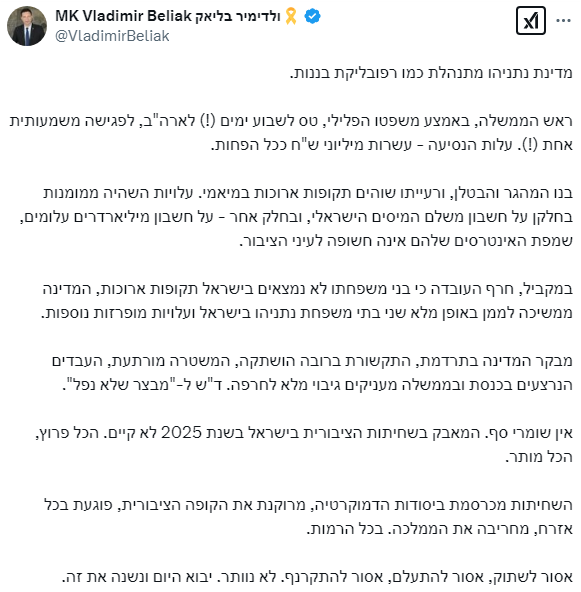 MK Vladimir Beliak ולדימיר בליאק🎗️
@VladimirBeliak
מדינת נתניהו מתנהלת כמו רפובליקת בננות.
ראש הממשלה, באמצע משפטו הפלילי, טס לשבוע ימים (!) לארה"ב, לפגישה משמעותית
אחת (!). עלות הנסיעה - עשרות מיליוני ש"ח ככל הפחות.
בנו המהגר והבטלן, ורעייתו שוהים תקופות ארוכות במיאמי. עלויות השהיה ממומנות
בחלקן על חשבון משלם המיסים הישראלי, ובחלק אחר - על חשבון מיליארדרים עלומים,
שמפת האינטרסים שלהם אינה חשופה לעיני הציבור.
במקביל, חרף העובדה כי בני משפחתו לא נמצאים בישראל תקופות ארוכות, המדינה
ממשיכה לממן באופן מלא שני בתי משפחת נתניהו בישראל ועלויות מופרזות נוספות.
מבקר המדינה בתרדמת, התקשורת ברובה הושתקה, המשטרה מורתעת, העבדים
הנרצעים בכנסת ובממשלה מעניקים גיבוי מלא לחרפה. ד"ש ל-"מבצר שלא נפל".
אין שומרי סף. המאבק בשחיתות הציבורית בישראל בשנת 2025 לא קיים. הכל פרוץ,
הכל מותר.
השחיתות מכרסמת ביסודות הדמוקרטיה, מרוקנת את הקופה הציבורית, פוגעת בכל
אזרח, מחריבה את הממלכה. בכל הרמות.
אסור לשתוק, אסור להתעלם, אסור להתקרנף. לא נוותר. יבוא היום ונשנה את זה.